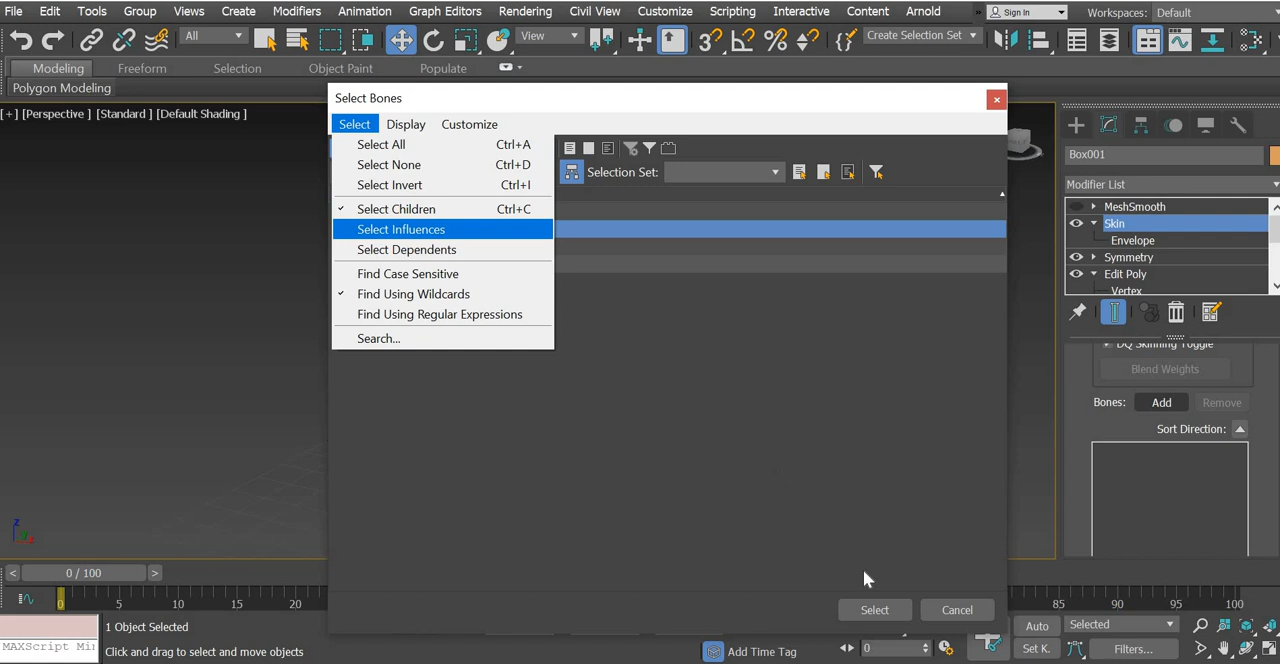 File Edit Tools Group Views Create Modifiers Animation Graph Editors Rendering Civil View Customize Scripting Interactive Content Arnold » Sign In Workspaces: Default
All View 3 Create Selection Set
Modeling Freeform Selection Object Paint Populate
Polygon Modeling
[+] [Perspective ] [Standard ] [Default Shading ]
Select Bones
Select Display Customize
Select All Ctrl+A
Select None Ctrl+D
Select Invert Ctrl+I
Select Children Ctrl+C
Select Influences
Select Dependents
Find Case Sensitive
Find Using Wildcards
Find Using Regular Expressions
Search...
Selection Set:
Select Cancel
Box001
Modifier List
MeshSmooth
Skin
Envelope
Symmetry
Edit Poly
Vertex
DQ Skinning Toggle
Blend Weights
Bones: Add Remove
Sort Direction:
z
< 0 / 100 >
0 5 10 15 20 85 90 95 100
1 Object Selected
MAXScript Mi
Click and drag to select and move objects
Add Time Tag
0
Auto Selected
Set K. Filters...